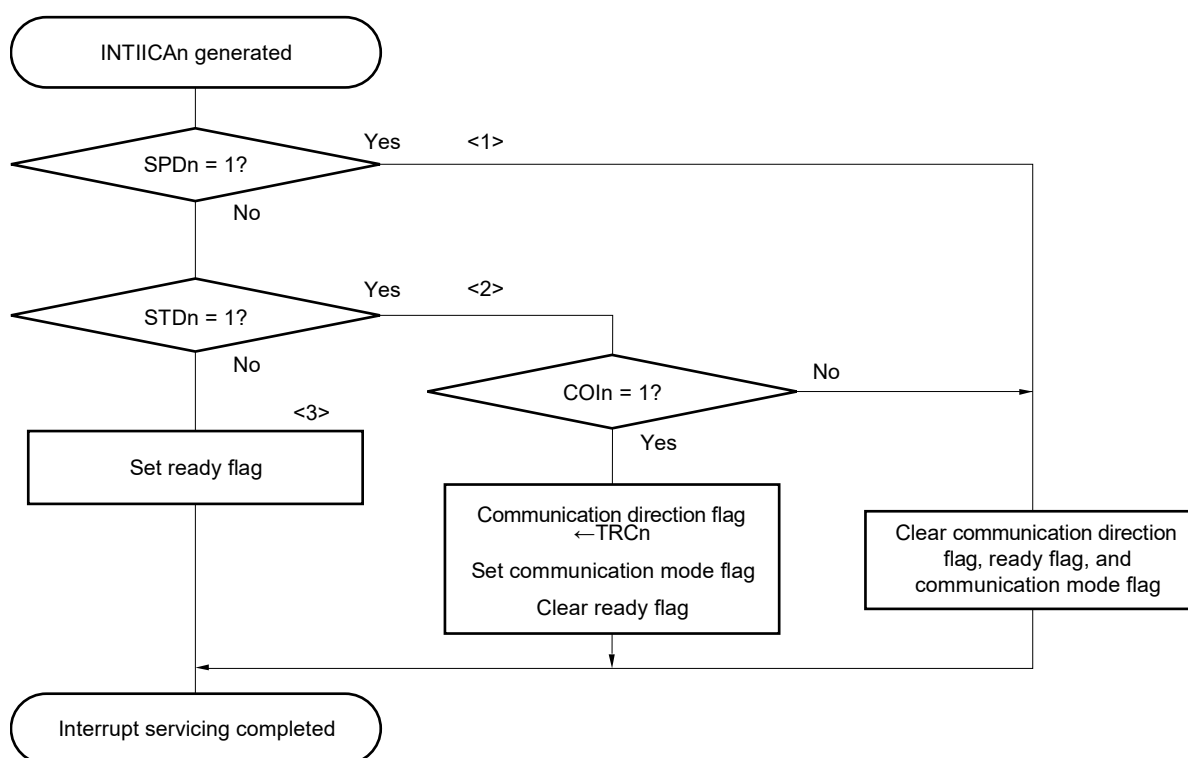 INTIICAn generated
Yes
<1>
SPDn = 1?
No
Yes
<2>
STDn = 1?
No
No
COIn = 1?
<3>
Yes
Set ready flag
Communication direction flag
←TRCn
Set communication mode flag
Clear ready flag
Clear communication direction
flag, ready flag, and
communication mode flag
Interrupt servicing completed